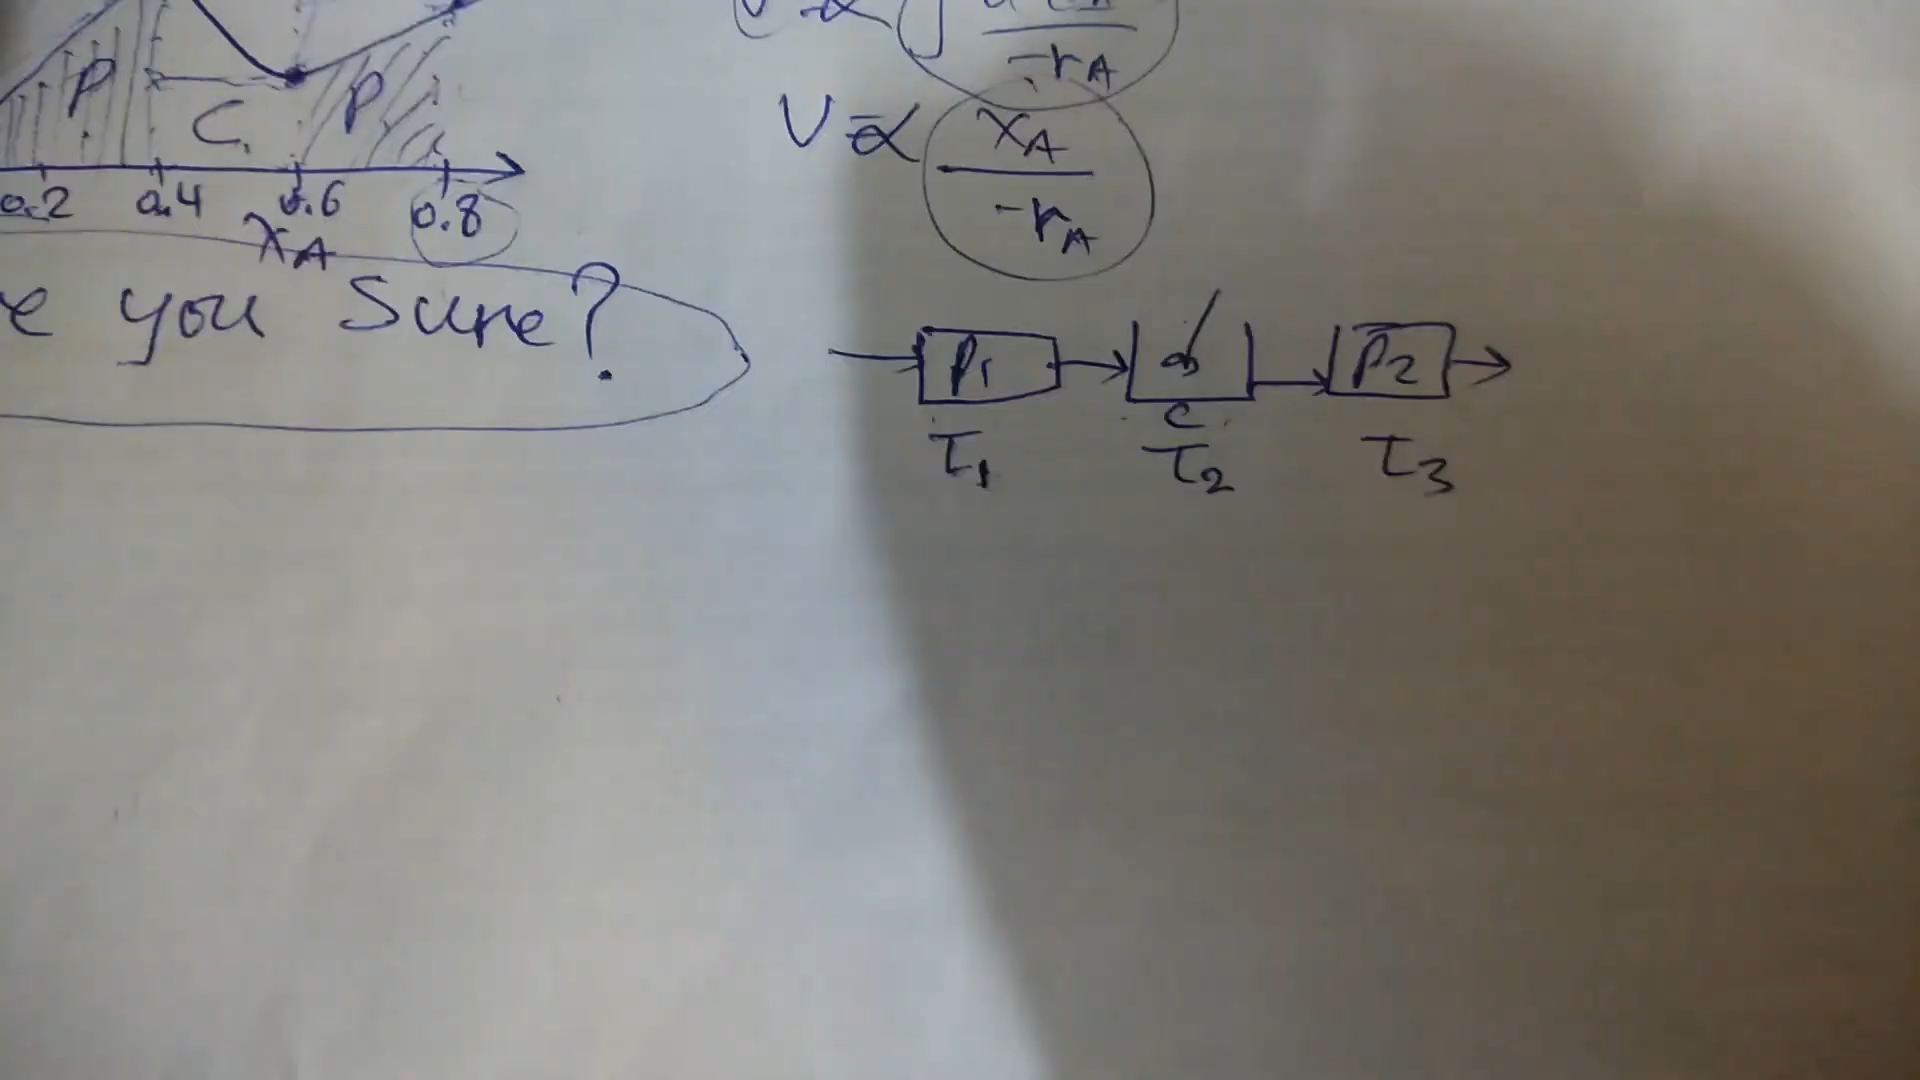 P
C
P
0.2 0.4 0.6 0.8
XA
you Sure?
-rA
V α XA
-rA
P1 P2
C
τ1 τ2 τ3